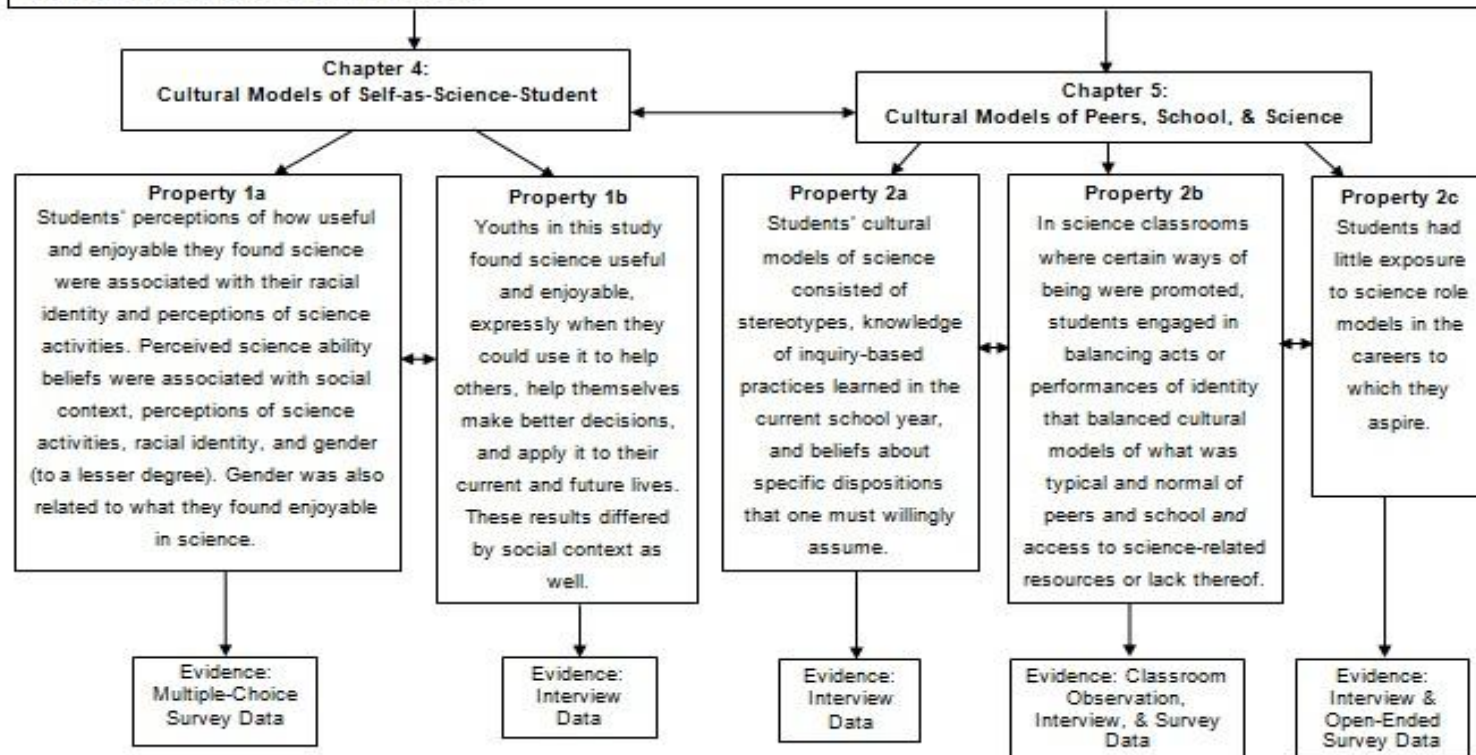 Chapter 4:
Cultural Models of Self-as-Science-Student
Chapter 5:
Cultural Models of Peers, School, & Science
Property 1a
Students' perceptions of how useful
and enjoyable they found science
were associated with their racial
identity and perceptions of science
activities. Perceived science ability
beliefs were associated with social
context, perceptions of science
activities, racial identity, and gender
(to a lesser degree). Gender was also
related to what they found enjoyable
in science.
Property 1b
Youths in this study
found science useful
and enjoyable,
expressly when they
could use it to help
others, help themselves
make better decisions,
and apply it to their
current and future lives.
These results differed
by social context as
well.
Property 2a
Students' cultural
models of science
consisted of
stereotypes, knowledge
of inquiry-based
practices learned in the
current school year,
and beliefs about
specific dispositions
that one must willingly
assume.
Property 2b
In science classrooms
where certain ways of
being were promoted,
students engaged in
balancing acts or
performances of identity
that balanced cultural
models of what was
typical and normal of
peers and school and
access to science-related
resources or lack thereof.
Property 2c
Students had
little exposure
to science role
models in the
careers to
which they
aspire.
Evidence:
Multiple-Choice
Survey Data
Evidence:
Interview
Data
Evidence:
Interview
Data
Evidence: Classroom
Observation,
Interview, & Survey
Data
Evidence:
Interview &
Open-Ended
Survey Data